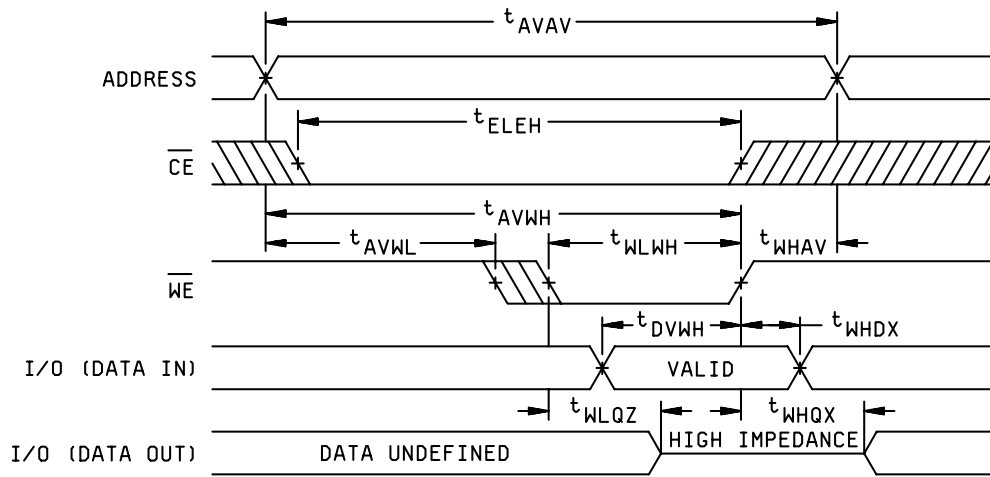 tAVAV
ADDRESS
tELEH
CE
tAVWH
tAVWL
tWLWH
tWHAV
WE
tDVWH
tWHDX
I/O (DATA IN)
VALID
tWLQZ
tWHQX
I/O (DATA OUT)
DATA UNDEFINED
HIGH IMPEDANCE